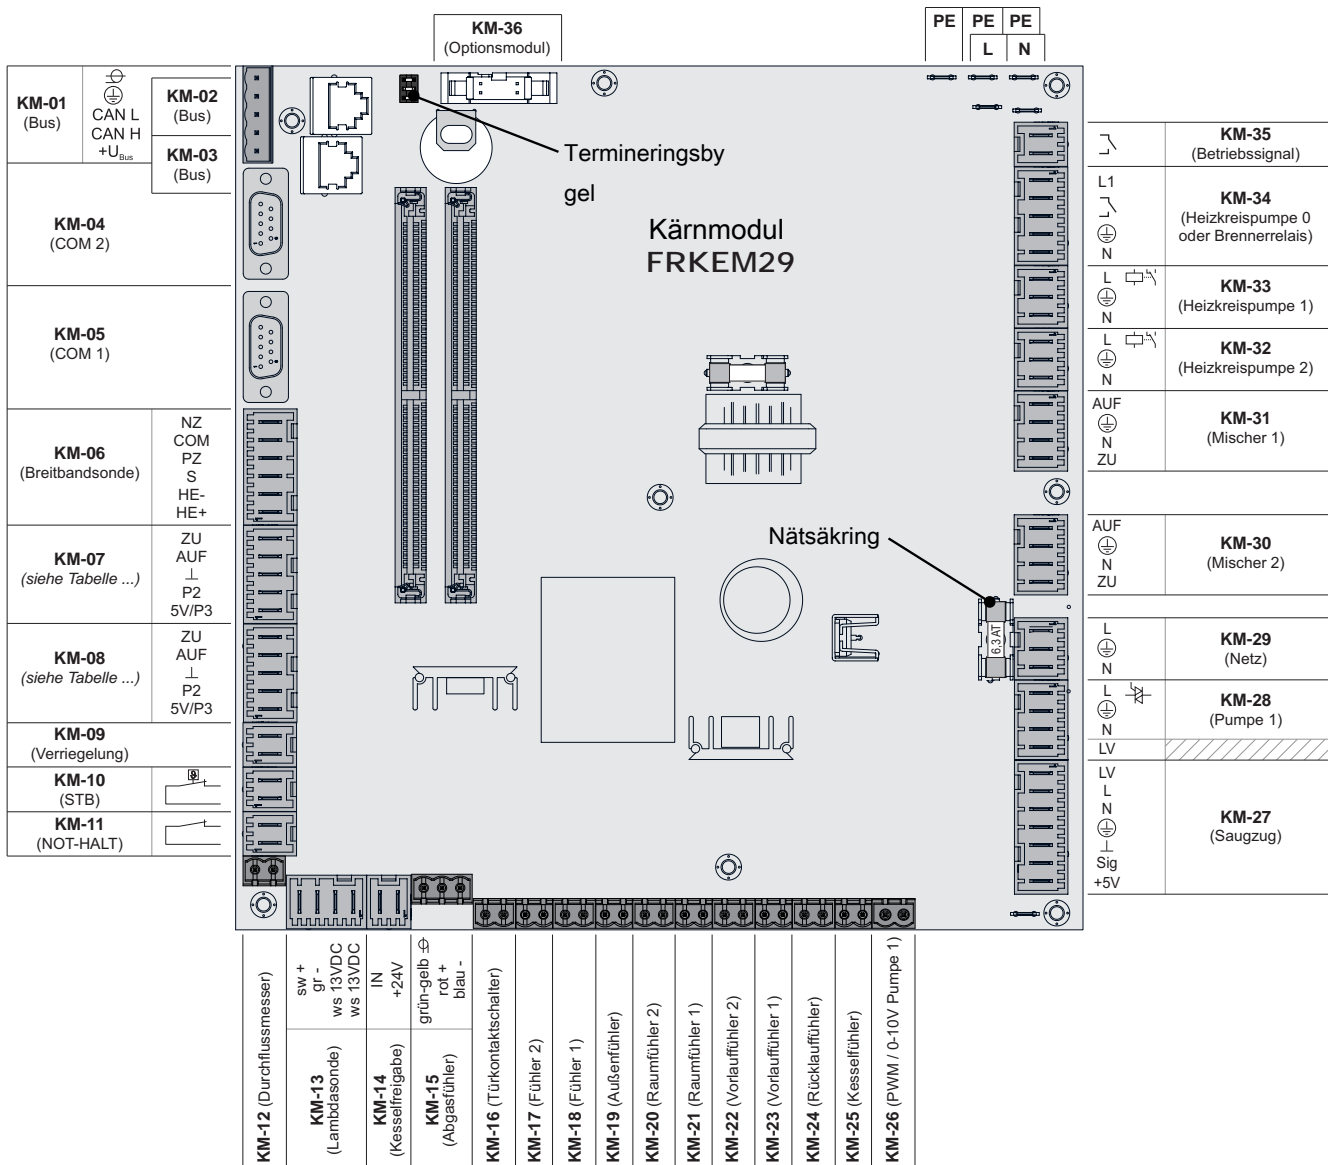 KM-36
(Optionsmodul)
PE PE PE
L N
KM-01
(Bus)
CAN L
CAN H
+U Bus
KM-02
(Bus)
KM-03
(Bus)
KM-04
(COM 2)
KM-05
(COM 1)
KM-06
(Breitbandsonde)
NZ
COM
PZ
S
HE-
HE+
KM-07
(siehe Tabelle ...)
ZU
AUF
P2
5V/P3
KM-08
(siehe Tabelle ...)
ZU
AUF
P2
5V/P3
KM-09
(Verriegelung)
KM-10
(STB)
KM-11
(NOT-HALT)
Termineringsby
gel
Kärnmodul
FRKEM29
Nätsäkring
6.3 AT
KM-35
(Betriebssignal)
L1
N
KM-34
(Heizkreispumpe 0
oder Brennerrelais)
L
N
KM-33
(Heizkreispumpe 1)
L
N
KM-32
(Heizkreispumpe 2)
AUF
N
ZU
KM-31
(Mischer 1)
AUF
N
ZU
KM-30
(Mischer 2)
L
N
KM-29
(Netz)
L
N
LV
KM-28
(Pumpe 1)
LV
L
N
Sig
+5V
KM-27
(Saugzug)
KM-12 (Durchflussmesser)
sw +
gr -
ws 13VDC
ws 13VDC
KM-13
(Lambdasonde)
IN
+24V
KM-14
(Kesselfreigabe)
grün-gelb
rot +
blau -
KM-15
(Abgasfühler)
KM-16 (Türkontaktschalter)
KM-17 (Fühler 2)
KM-18 (Fühler 1)
KM-19 (Außenfühler)
KM-20 (Raumfühler 2)
KM-21 (Raumfühler 1)
KM-22 (Vorlauffühler 2)
KM-23 (Vorlauffühler 1)
KM-24 (Rücklauffühler)
KM-25 (Kesselfühler)
KM-26 (PWM / 0-10V Pumpe 1)